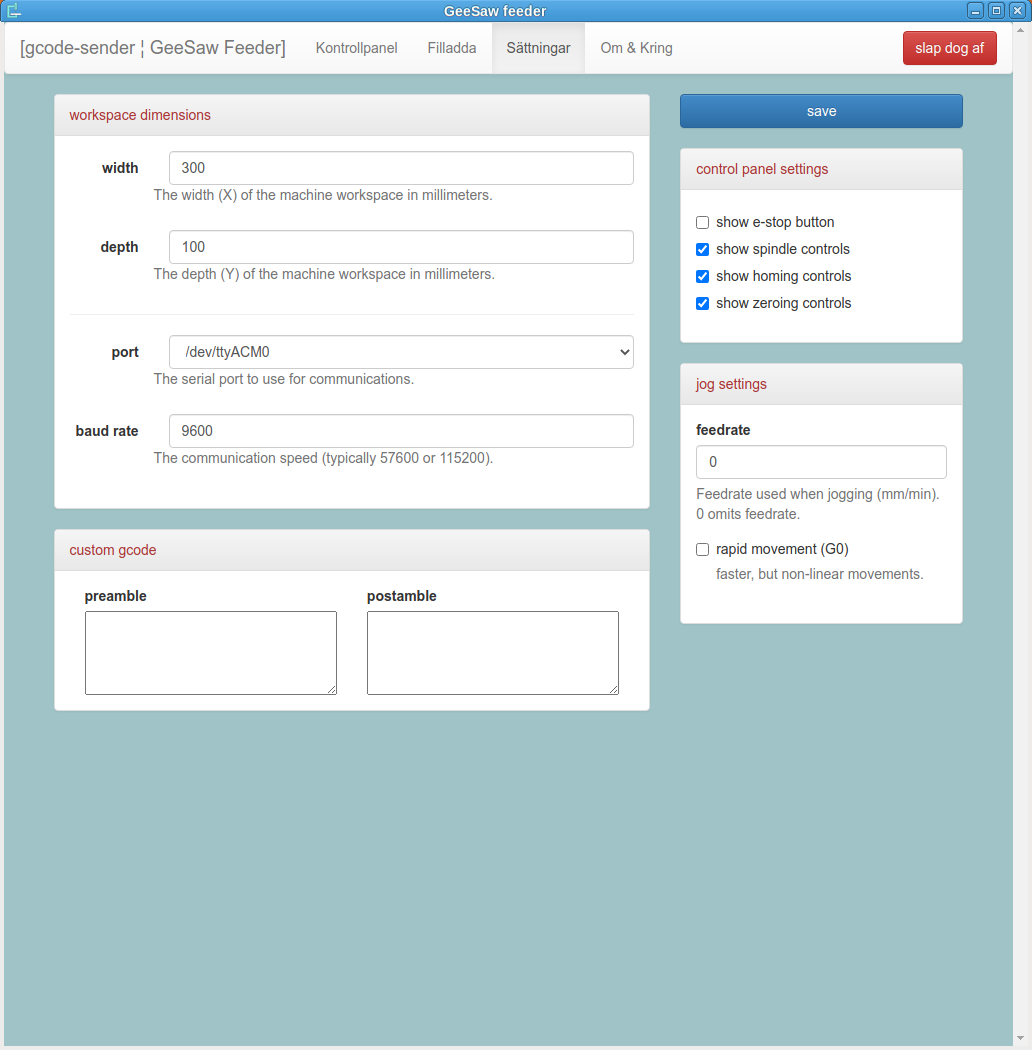 GeeSaw feeder
[gcode-sender ¦ GeeSaw Feeder] Kontrollpanel Filladda Sättningar Om & Kring slap dog af
workspace dimensions
width 300
The width (X) of the machine workspace in millimeters.
depth 100
The depth (Y) of the machine workspace in millimeters.
port /dev/ttyACM0
The serial port to use for communications.
baud rate 9600
The communication speed (typically 57600 or 115200).
custom gcode
preamble postamble
save
control panel settings
show e-stop button
show spindle controls
show homing controls
show zeroing controls
jog settings
feedrate
0
Feedrate used when jogging (mm/min).
0 omits feedrate.
rapid movement (G0)
faster, but non-linear movements.